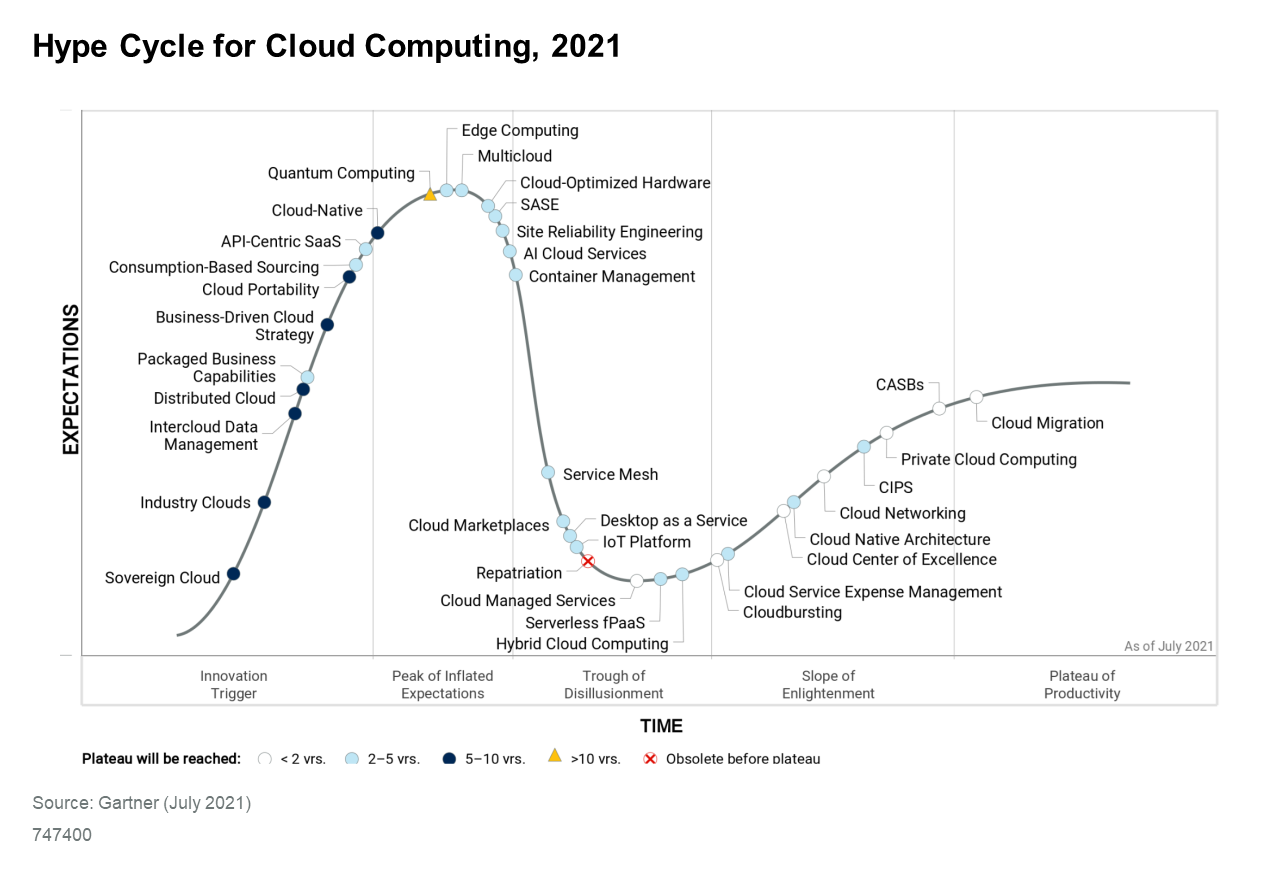 Hype Cycle for Cloud Computing, 2021
EXPECTATIONS
Edge Computing
Multicloud
Quantum Computing
Cloud-Optimized Hardware
SASE
Cloud-Native
Site Reliability Engineering
API-Centric SaaS
AI Cloud Services
Consumption-Based Sourcing
Container Management
Cloud Portability
Business-Driven Cloud
Strategy
Packaged Business
Capabilities
Distributed Cloud
Intercloud Data
Management
Industry Clouds
Sovereign Cloud
Service Mesh
Cloud Marketplaces
Desktop as a Service
IoT Platform
Repatriation
Cloud Managed Services
Serverless fPaaS
Hybrid Cloud Computing
CASBs
Cloud Migration
Private Cloud Computing
CIPS
Cloud Networking
Cloud Native Architecture
Cloud Center of Excellence
Cloud Service Expense Management
Cloudbursting
As of July 2021
Innovation
Trigger
Peak of Inflated
Expectations
Trough of
Disillusionment
Slope of
Enlightenment
Plateau of
Productivity
TIME
Plateau will be reached: < 2 yrs. 2–5 yrs. 5–10 yrs. >10 yrs. Obsolete before plateau
Source: Gartner (July 2021)
747400